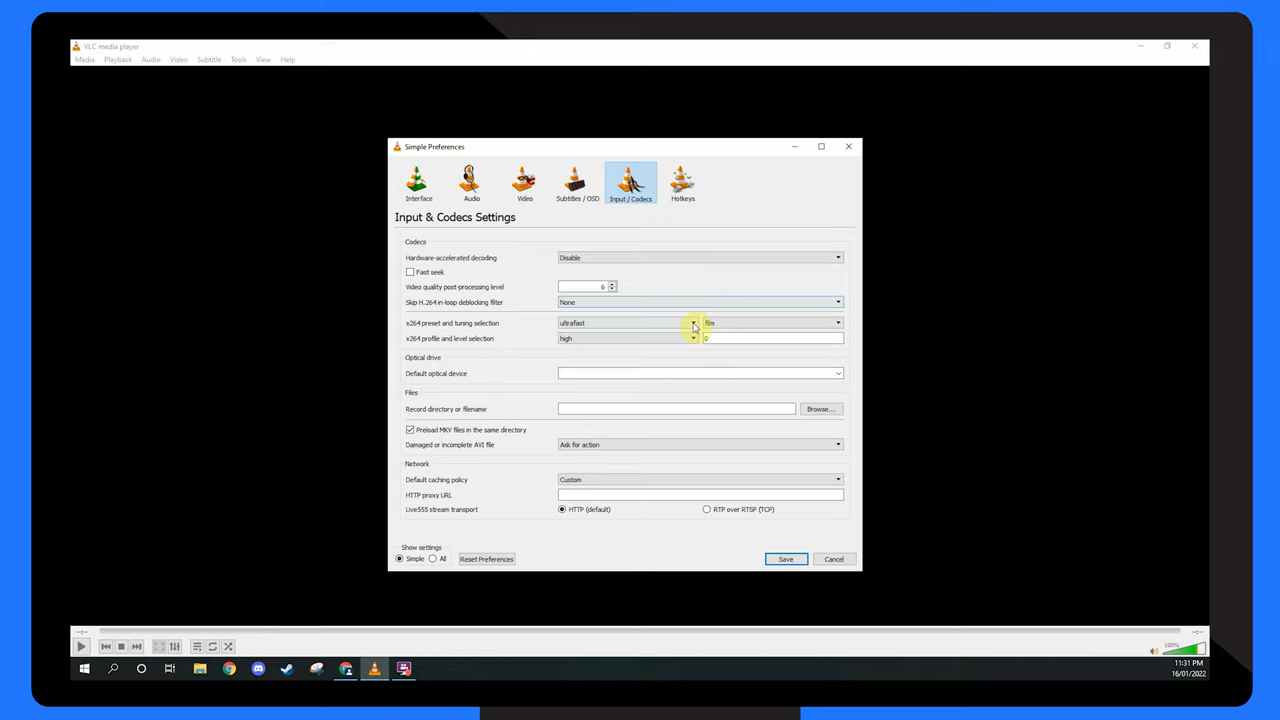 VLC media player
Media Playback Audio Video Subtitle Tools View Help
Simple Preferences
Interface Audio Video Subtitles / OSD Input / Codecs Hotkeys
Input & Codecs Settings
Codecs
Hardware-accelerated decoding Disable
Fast seek
Video quality post-processing level 6
Skip H.264 in-loop deblocking filter None
x264 preset and tuning selection ultrafast film
x264 profile and level selection high 0
Optical drive
Default optical device
Files
Record directory or filename Browse...
Preload MKV files in the same directory
Damaged or incomplete AVI file Ask for action
Network
Default caching policy Custom
HTTP proxy URL
Live555 stream transport HTTP (default) RTP over RTSP (TCP)
Show settings
Simple All Reset Preferences Save Cancel
--:-- --:--
100%
11:31 PM
16/01/2022